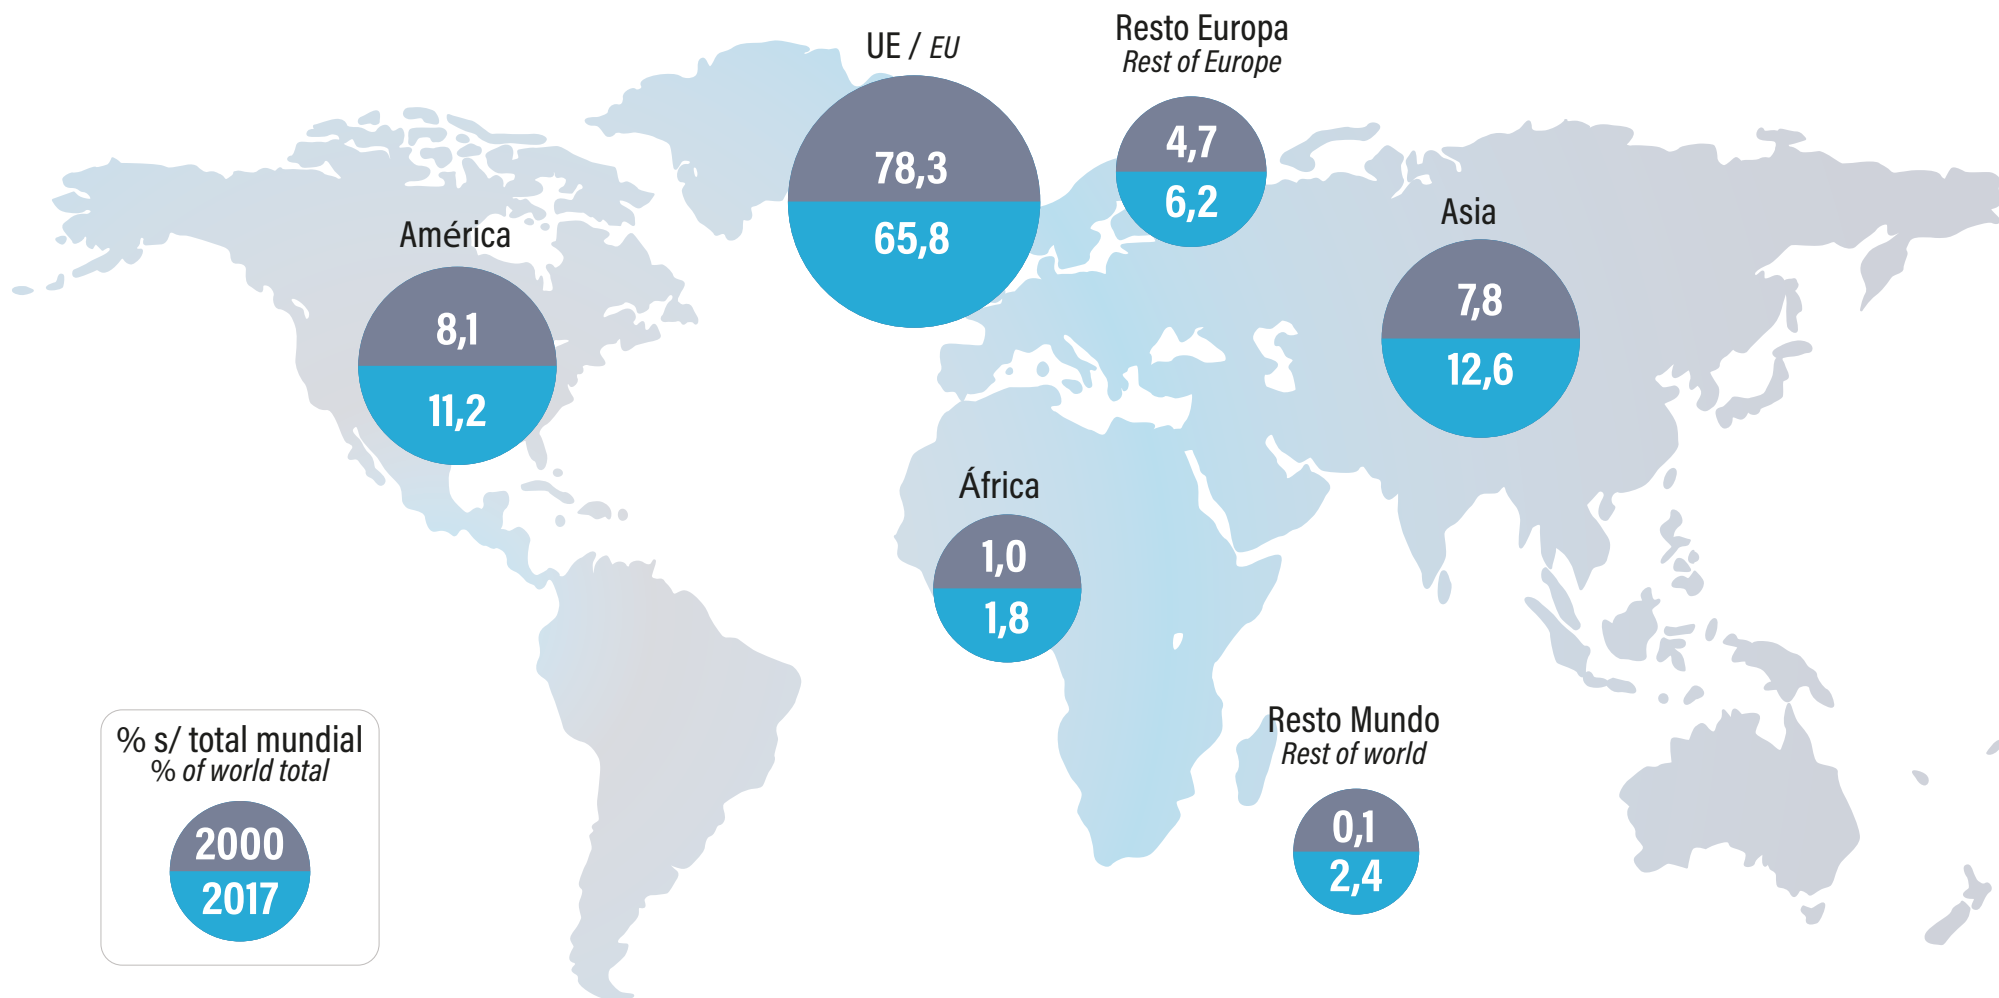 UE / EU
78,3
65,8
Resto Europa
Rest of Europe
4,7
6,2
América
8,1
11,2
Asia
7,8
12,6
África
1,0
1,8
Resto Mundo
Rest of world
0,1
2,4
% s/ total mundial
% of world total
2000
2017